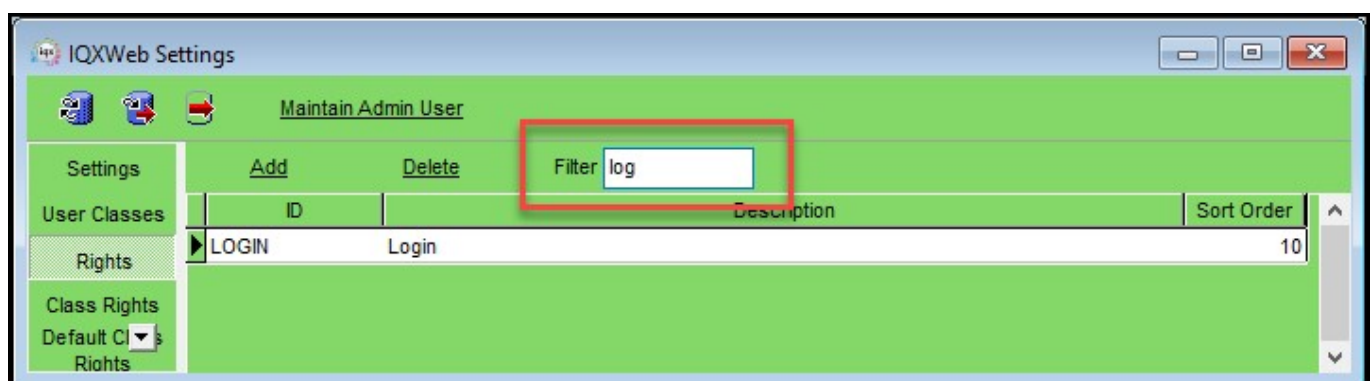 IQXWeb Settings
Maintain Admin User
Settings
Add Delete Filter log
User Classes
ID Description Sort Order
LOGIN Login 10
Rights
Class Rights
Default Cl s
Rights